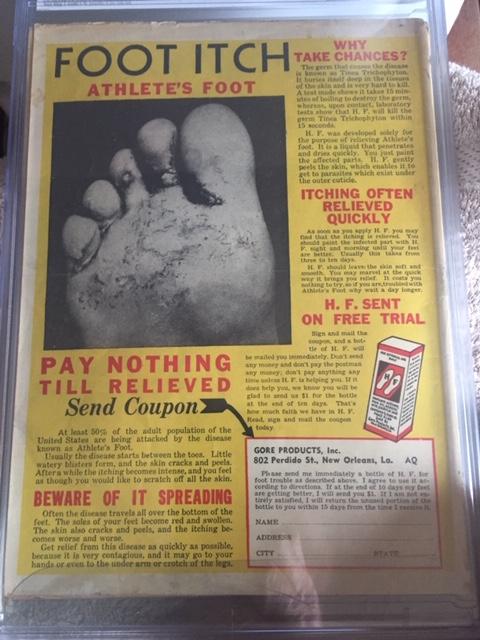 FOOT ITCH
ATHLETE'S FOOT
PAY NOTHING
TILL RELIEVED
Send Coupon
At least 50% of the adult population of the
United States are being attacked by the disease
known as Athlete's Foot.
Usually the disease starts between the toes. Little
watery blisters form, and the skin cracks and peels.
After a while the itching becomes intense, and you feel
as though you would like to scratch off all the skin.
BEWARE OF IT SPREADING
Often the disease travels all over the bottom of the
feet. The soles of your feet become red and swollen.
The skin also cracks and peels, and the itching be-
comes worse and worse.
Get relief from this disease as quickly as possible,
because it is very contagious, and it may go to your
hands or even to the under arm or crotch of the legs.
WHY
TAKE CHANCES?
The germ that causes the disease
is known as Tinea Trichophyton.
It buries itself deep in the tissues
of the skin and is very hard to kill.
A test made shows it takes 15 min-
utes of boiling to destroy the germ,
whereas, upon contact, laboratory
tests show that H. F. will kill the
germ Tinea Trichophyton within
15 seconds.
H. F. was developed solely for
the purpose of relieving Athlete's
foot. It is a liquid that penetrates
and dries quickly. You just paint
the affected parts. H. F. gently
peels the skin, which enables it to
get to parasites which exist under
the outer cuticle.
ITCHING OFTEN
RELIEVED
QUICKLY
As soon as you apply H. F. you may
find that the itching is relieved. You
should paint the infected part with H.
F. night and morning until your feet
are better. Usually this takes from
three to ten days.
H. F. should leave the skin soft and
smooth. You may marvel at the quick
way it brings you relief. It costs you
nothing to try, so if you are troubled with
Athlete's Foot why wait a day longer.
H. F. SENT
ON FREE TRIAL
Sign and mail the
coupon, and a bot-
tle of H. F. will
be mailed you immediately. Don't send
any money and don't pay the postman
any money; don't pay anything any
time unless H. F. is helping you. If it
does help you, we know you will be
glad to send us $1 for the bottle
at the end of ten days. That's
how much faith we have in H. F.
Read, sign and mail the coupon
today.
GORE PRODUCTS, Inc.
802 Perdido St., New Orleans, La. AQ
Please send me immediately a bottle of H. F. for
foot trouble as described above. I agree to use it ac-
cording to directions. If at the end of 10 days my feet
are getting better, I will send you $1. If I am not en-
tirely satisfied, I will return the unused portion of the
bottle to you within 15 days from the time I receive it.
NAME
ADDRESS
CITY STATE